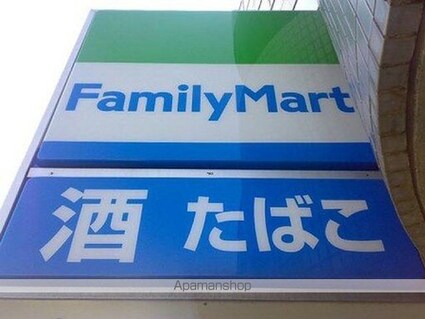 FamilyMart
酒 たばこ
Apamanshop